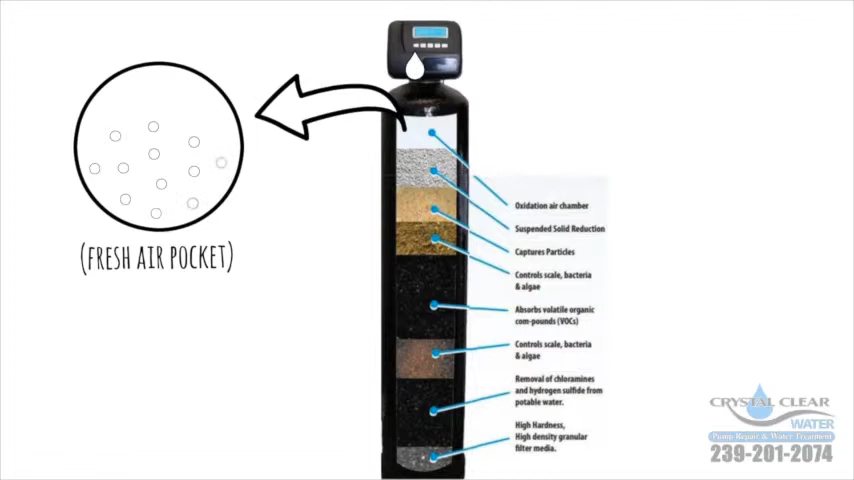 (FRESH AIR POCKET)
Oxidation air chamber
Suspended Solid Reduction
Captures Particles
Controls scale, bacteria
& algae
Absorbs volatile organic
com-pounds (VOCs)
Controls scale, bacteria
& algae
Removal of chloramines
and hydrogen sulfide from
potable water.
High Hardness,
High density granular
filter media.
CRYSTAL CLEAR
WATER
Pump Repair & Water Treatment
239-201-2074